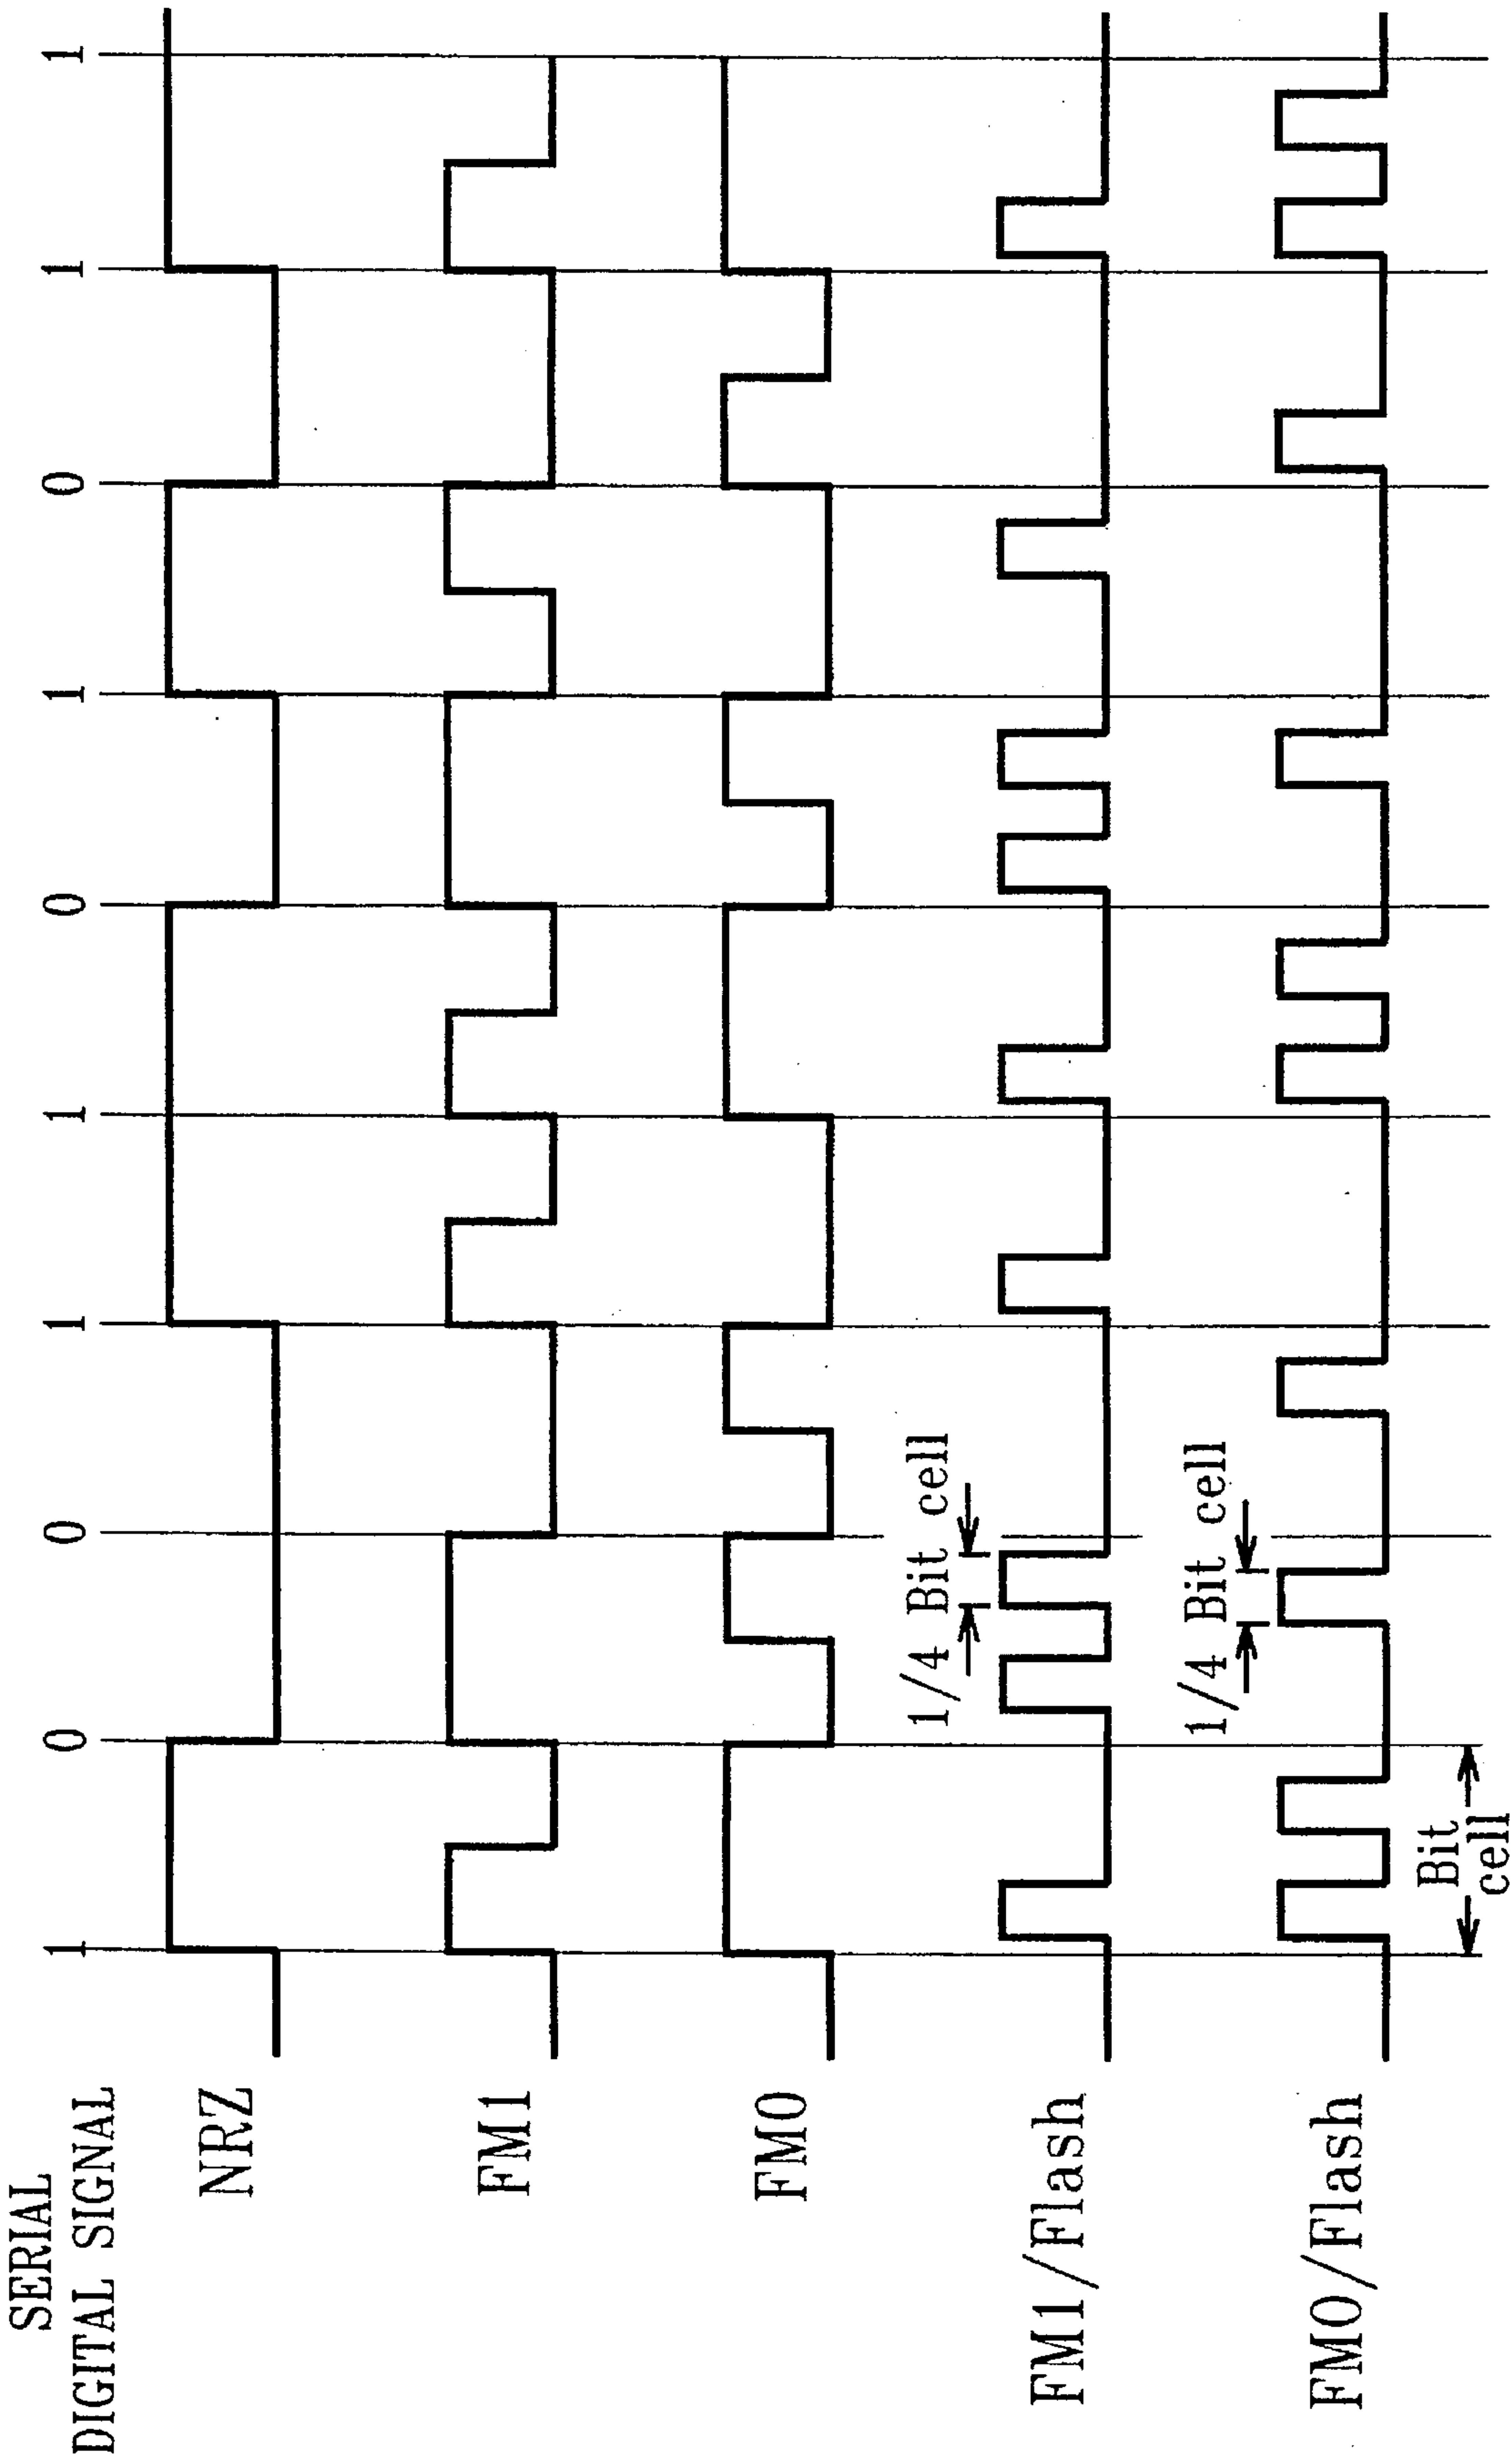 SERIAL
DIGITAL SIGNAL 1 0 0 1 1 0 1 0 1 1
NRZ
FM1
FM0
1/4 Bit cell
FM1/Flash
1/4 Bit cell
FM0/Flash
Bit
cell